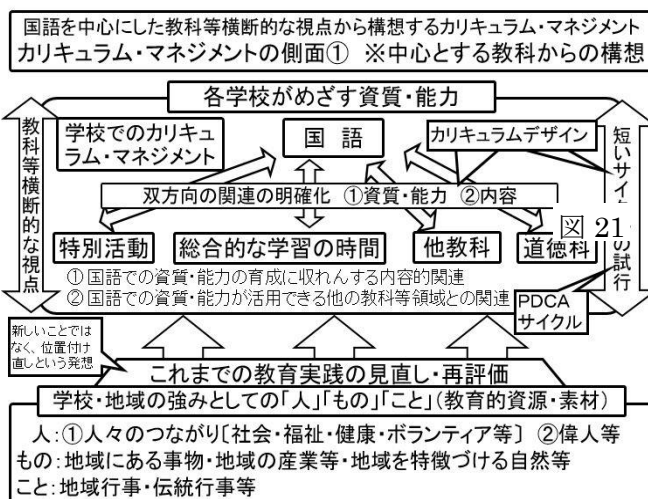 国語を中心にした教科等横断的な視点から構想するカリキュラム・マネジメント
カリキュラム・マネジメントの側面① ※中心とする教科からの構想
各学校がめざす資質・能力
教科等横断的な視点
学校でのカリキュ
ラム・マネジメント
国 語
カリキュラムデザイン
双方向の関連の明確化 ①資質・能力 ②内容
特別活動
総合的な学習の時間
他教科
道徳科
図 21
短いサイ
の試行
①国語での資質・能力の育成に収れんする内容的関連
②国語での資質・能力が活用できる他の教科等領域との関連
PDCA
サイクル
新しいことでは
なく、位置付け
直しという発想
これまでの教育実践の見直し・再評価
学校・地域の強みとしての「人」「もの」「こと」(教育的資源・素材)
人:①人々のつながり〔社会・福祉・健康・ボランティア等〕 ②偉人等
もの:地域にある事物・地域の産業等・地域を特徴づける自然等
こと:地域行事・伝統行事等